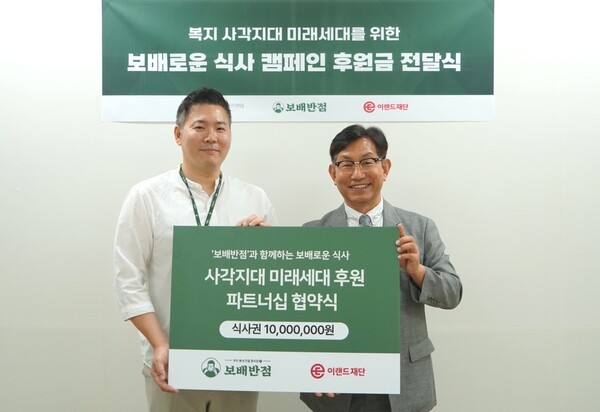 복지 사각지대 미래세대를 위한
보배로운 식사 캠페인 후원금 전달식
보배반점
이랜드재단
'보배반점'과 함께하는 보배로운 식사
사각지대 미래세대 후원
파트너십 협약식
식사권 10,000,000원
보배반점
이랜드재단